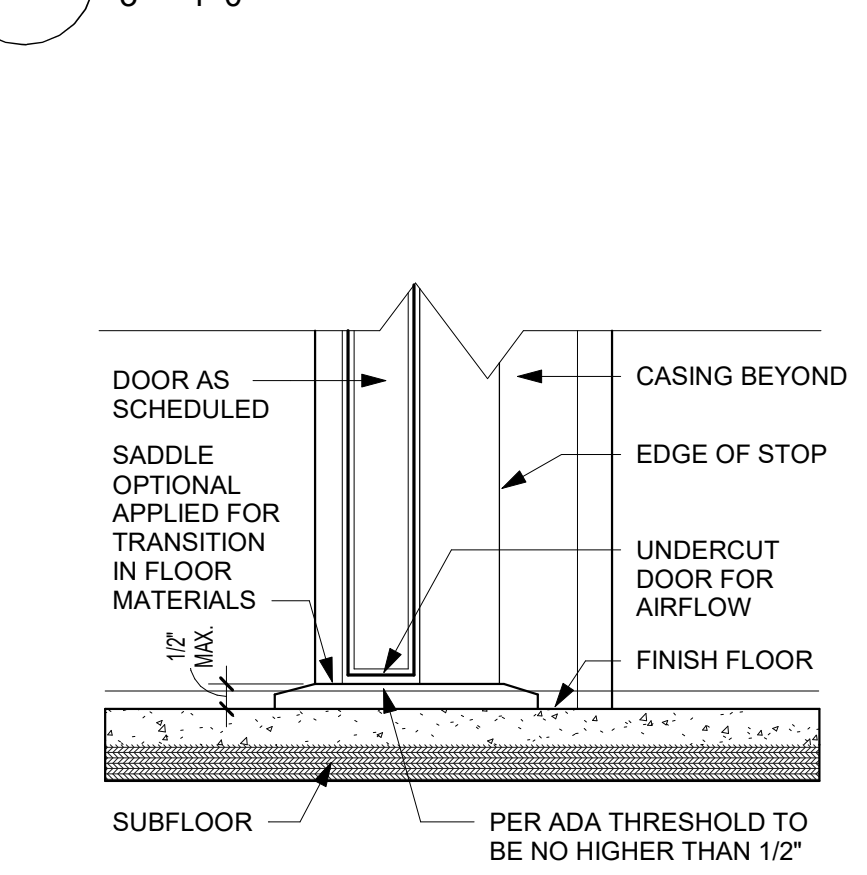 DOOR AS
SCHEDULED
SADDLE
OPTIONAL
APPLIED FOR
TRANSITION
IN FLOOR
MATERIALS
1/2"
MAX.
SUBFLOOR
CASING BEYOND
EDGE OF STOP
UNDERCUT
DOOR FOR
AIRFLOW
FINISH FLOOR
PER ADA THRESHOLD TO
BE NO HIGHER THAN 1/2"